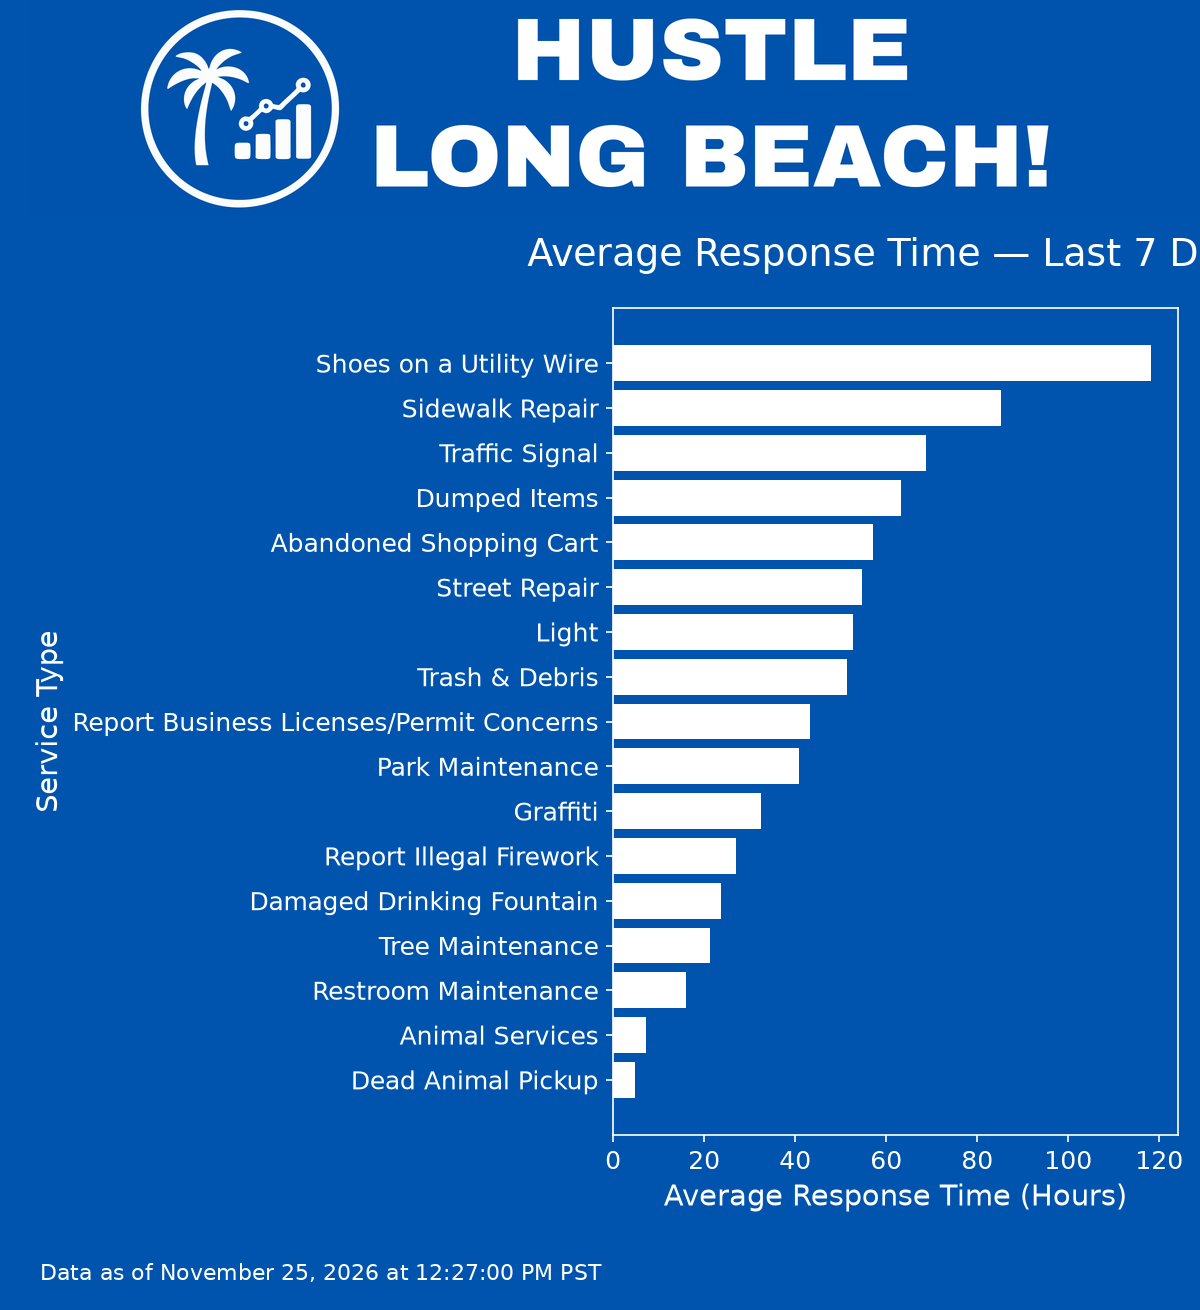 HUSTLE
LONG BEACH!
Average Response Time — Last 7 D
Shoes on a Utility Wire
Sidewalk Repair
Traffic Signal
Dumped Items
Abandoned Shopping Cart
Street Repair
Light
Trash & Debris
Report Business Licenses/Permit Concerns
Park Maintenance
Graffiti
Report Illegal Firework
Damaged Drinking Fountain
Tree Maintenance
Restroom Maintenance
Animal Services
Dead Animal Pickup
Service Type
0 20 40 60 80 100 120
Average Response Time (Hours)
Data as of November 25, 2026 at 12:27:00 PM PST